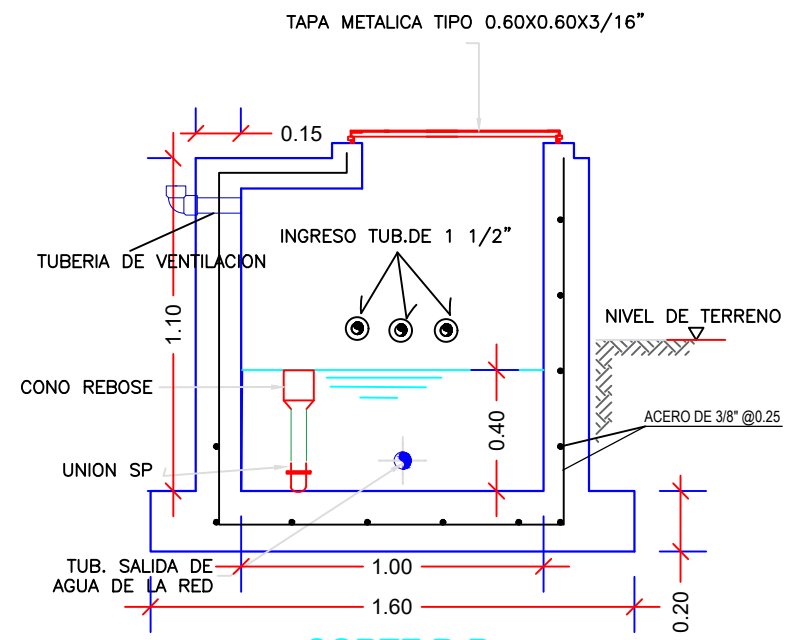 TAPA METALICA TIPO 0.60X0.60X3/16"
0.15
INGRESO TUB.DE 1 1/2"
TUBERIA DE VENTILACION
1.10
NIVEL DE TERRENO
CONO REBOSE
0.40
ACERO DE 3/8" @0.25
UNION SP
TUB. SALIDA DE
AGUA DE LA RED
1.00
1.60
0.20